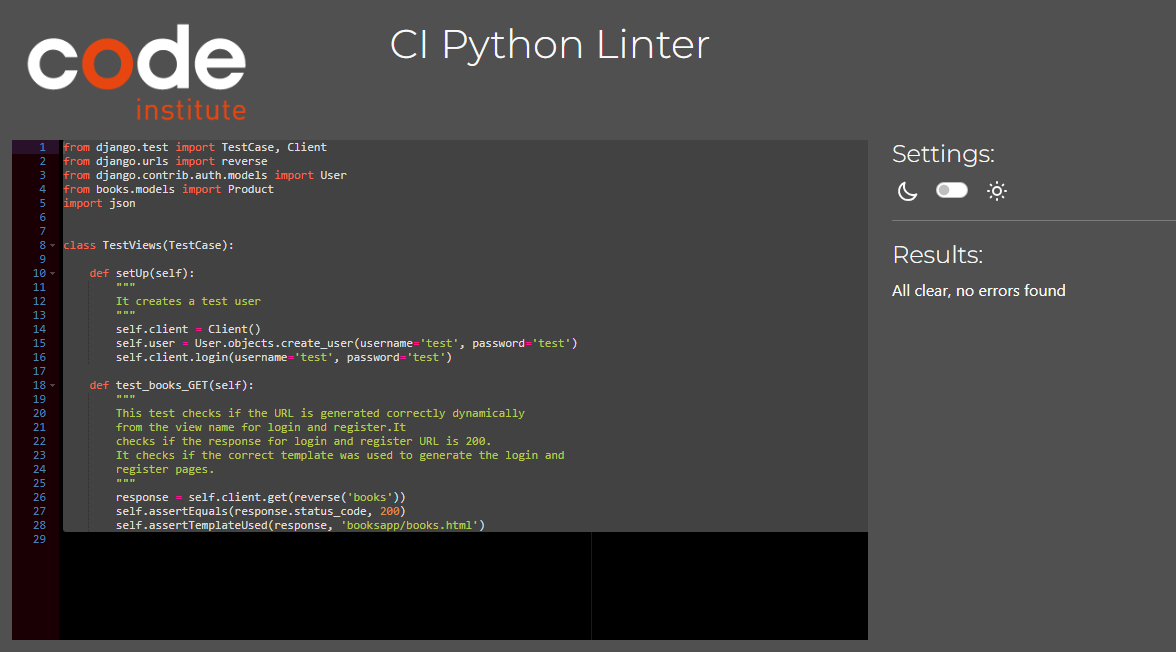 code
institute
CI Python Linter
1 from django.test import TestCase, Client
2 from django.urls import reverse
3 from django.contrib.auth.models import User
4 from books.models import Product
5 import json
6
7
8 class TestViews(TestCase):
9
10     def setUp(self):
11         """
12         It creates a test user
13         """
14         self.client = Client()
15         self.user = User.objects.create_user(username='test', password='test')
16         self.client.login(username='test', password='test')
17
18     def test_books_GET(self):
19         """
20         This test checks if the URL is generated correctly dynamically
21         from the view name for login and register.It
22         checks if the response for login and register URL is 200.
23         It checks if the correct template was used to generate the login and
24         register pages.
25         """
26         response = self.client.get(reverse('books'))
27         self.assertEquals(response.status_code, 200)
28         self.assertTemplateUsed(response, 'booksapp/books.html')
29
Settings:
Results:
All clear, no errors found